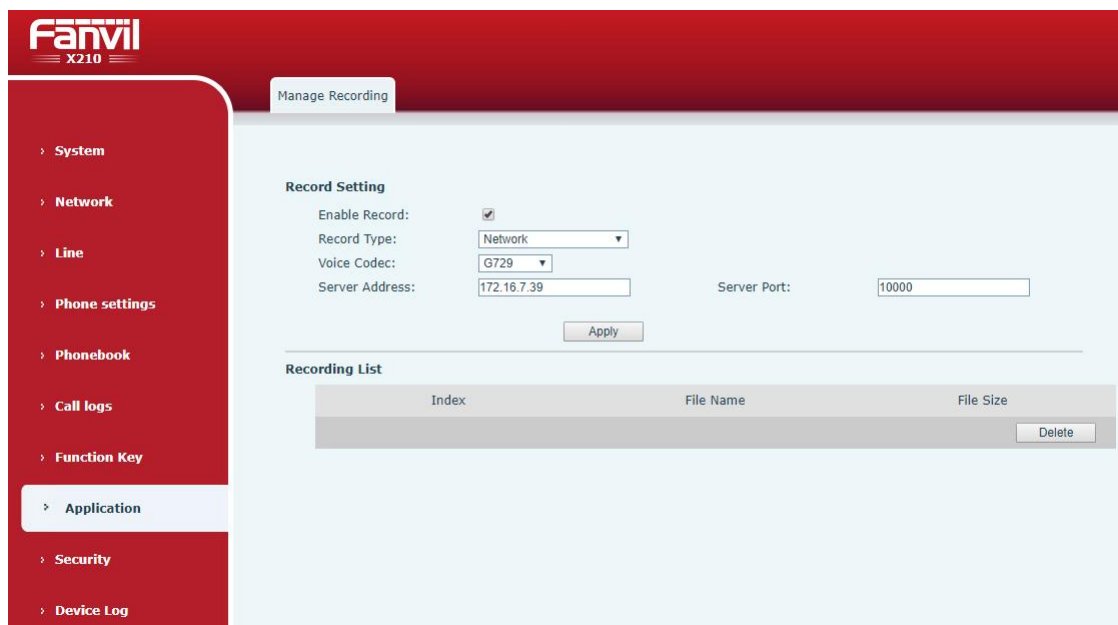 Fanvil
X210
Manage Recording
System
Network
Line
Phone settings
Phonebook
Call logs
Function Key
Application
Security
Device Log
Record Setting
Enable Record:
Record Type: Network
Voice Codec: G729
Server Address: 172.16.7.39 Server Port: 10000
Apply
Recording List
Index File Name File Size
Delete